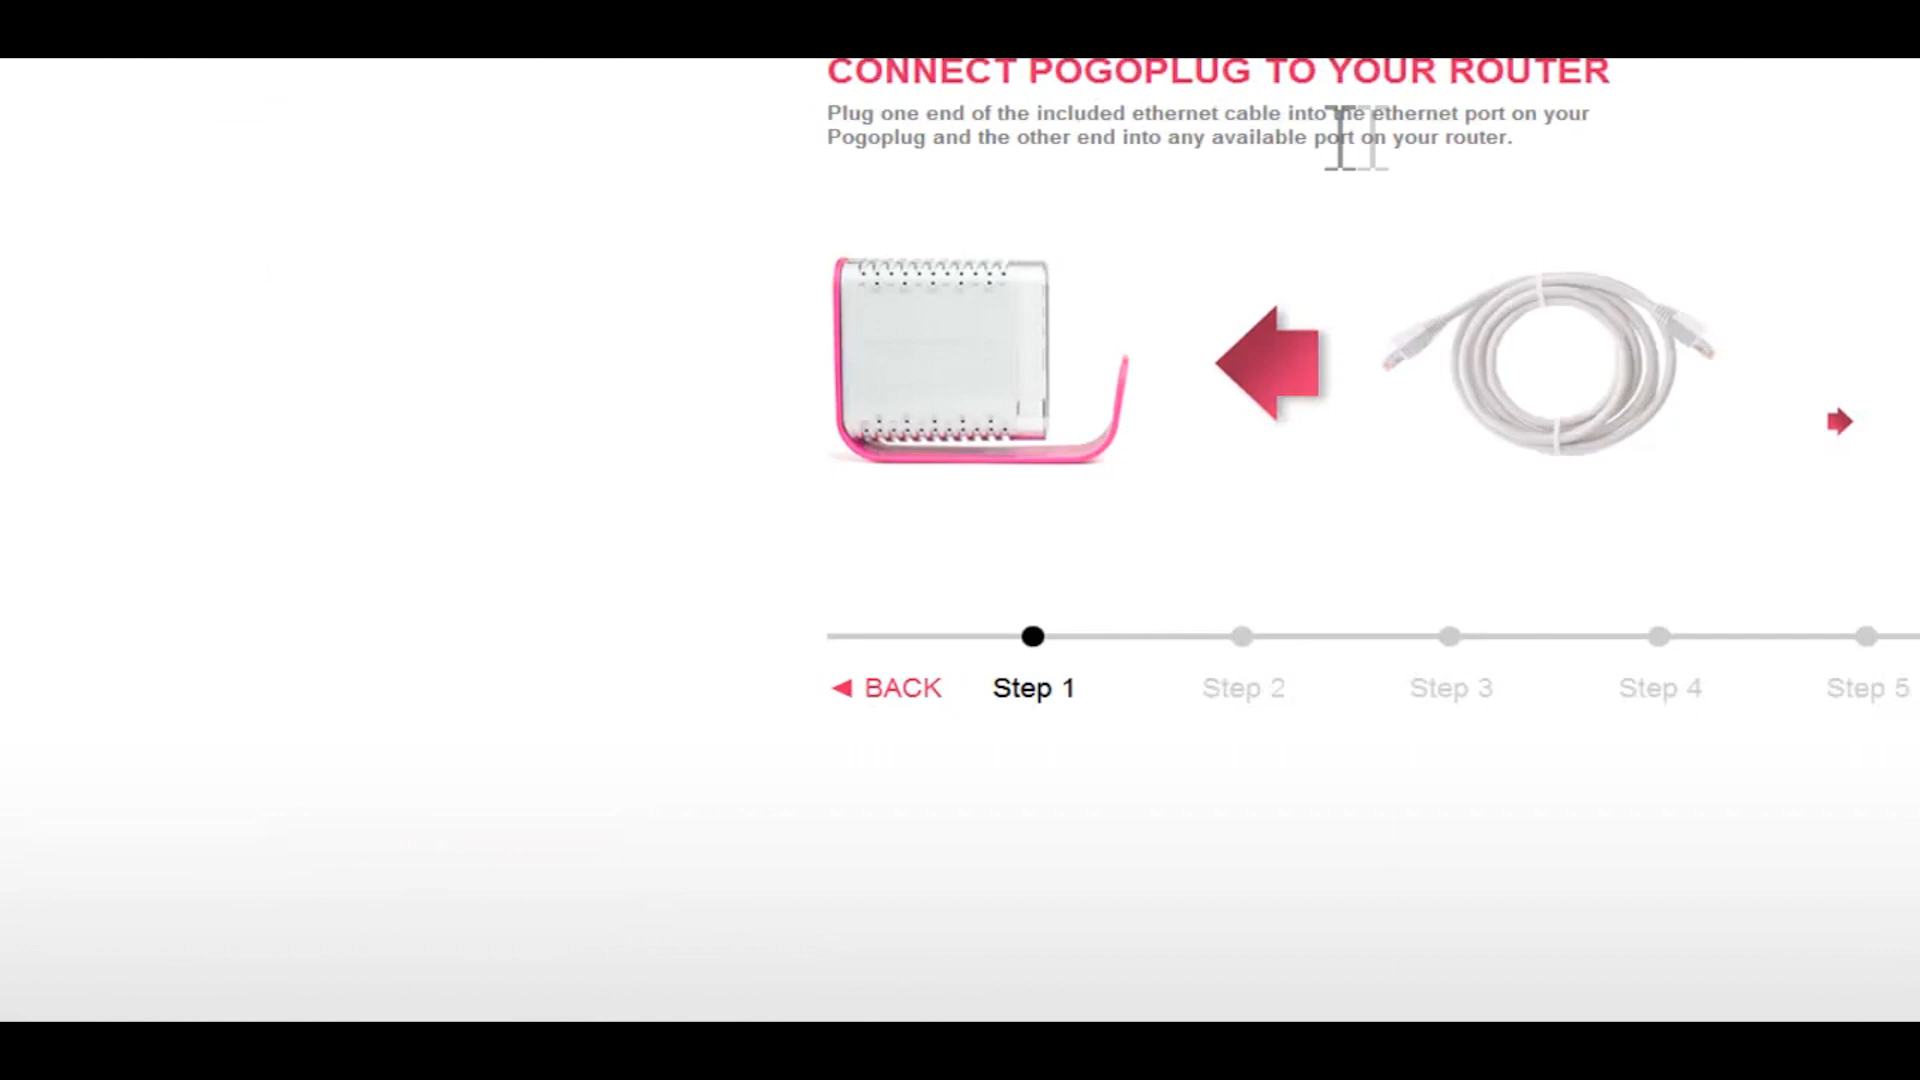 CONNECT POGOPLUG TO YOUR ROUTER
Plug one end of the included ethernet cable into the ethernet port on your
Pogoplug and the other end into any available port on your router.
◄ BACK Step 1 Step 2 Step 3 Step 4 Step 5